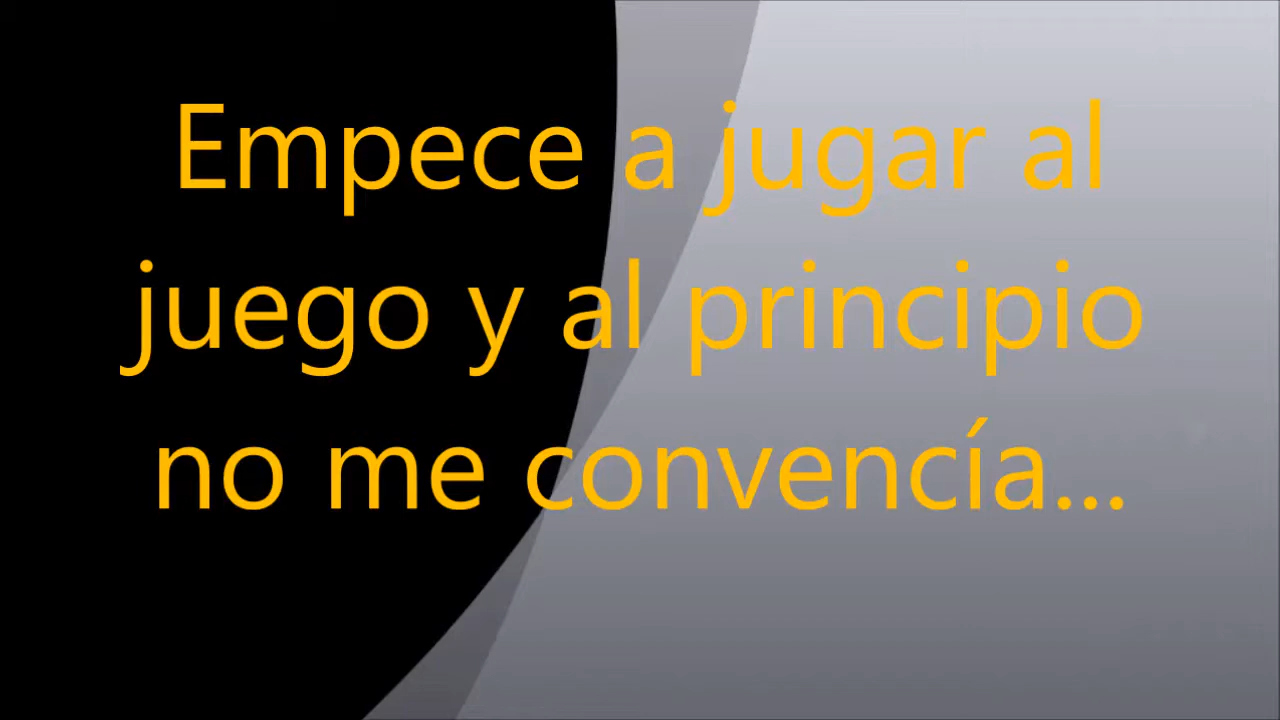 Empece a jugar al
juego y al principio
no me convencía...